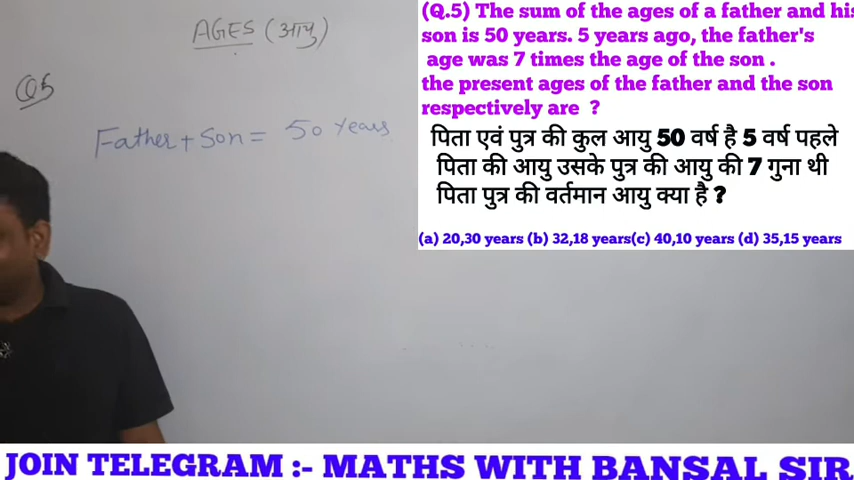 AGES (आयु)
Q5
Father + Son = 50 Years
(Q.5) The sum of the ages of a father and his
son is 50 years. 5 years ago, the father's
age was 7 times the age of the son .
the present ages of the father and the son
respectively are ?
पिता एवं पुत्र की कुल आयु 50 वर्ष है 5 वर्ष पहले
पिता की आयु उसके पुत्र की आयु की 7 गुना थी
पिता पुत्र की वर्तमान आयु क्या है ?
(a) 20,30 years (b) 32,18 years(c) 40,10 years (d) 35,15 years
JOIN TELEGRAM :- MATHS WITH BANSAL SIR